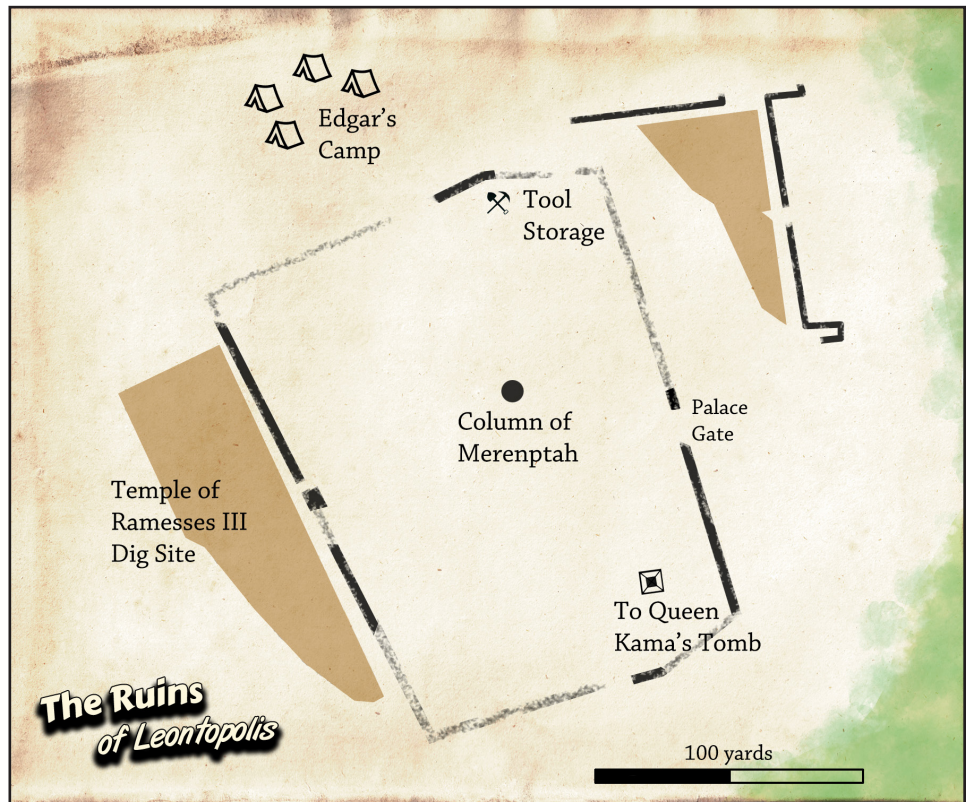 Edgar's
Camp
Tool
Storage
Palace
Gate
Column of
Merenptah
Temple of
Ramesses III
Dig Site
To Queen
Kama's Tomb
The Ruins
of Leontopolis
100 yards